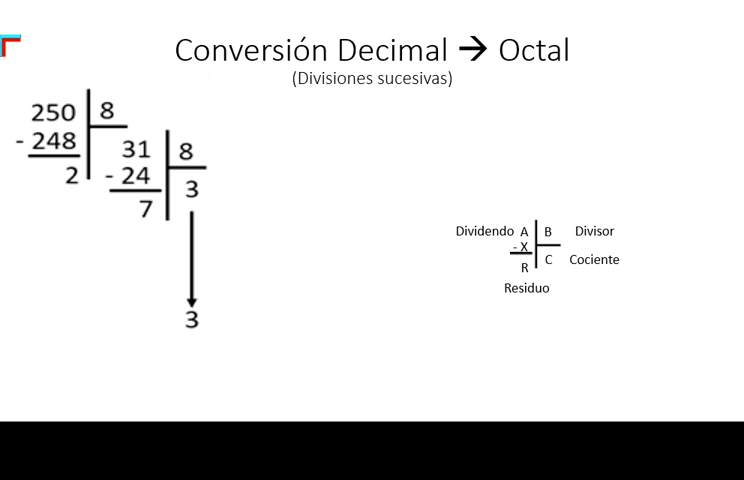 Conversión Decimal → Octal
(Divisiones sucesivas)
250 8
- 248 31 8
2 - 24 3
7
3
Dividendo A B Divisor
- X
R C Cociente
Residuo